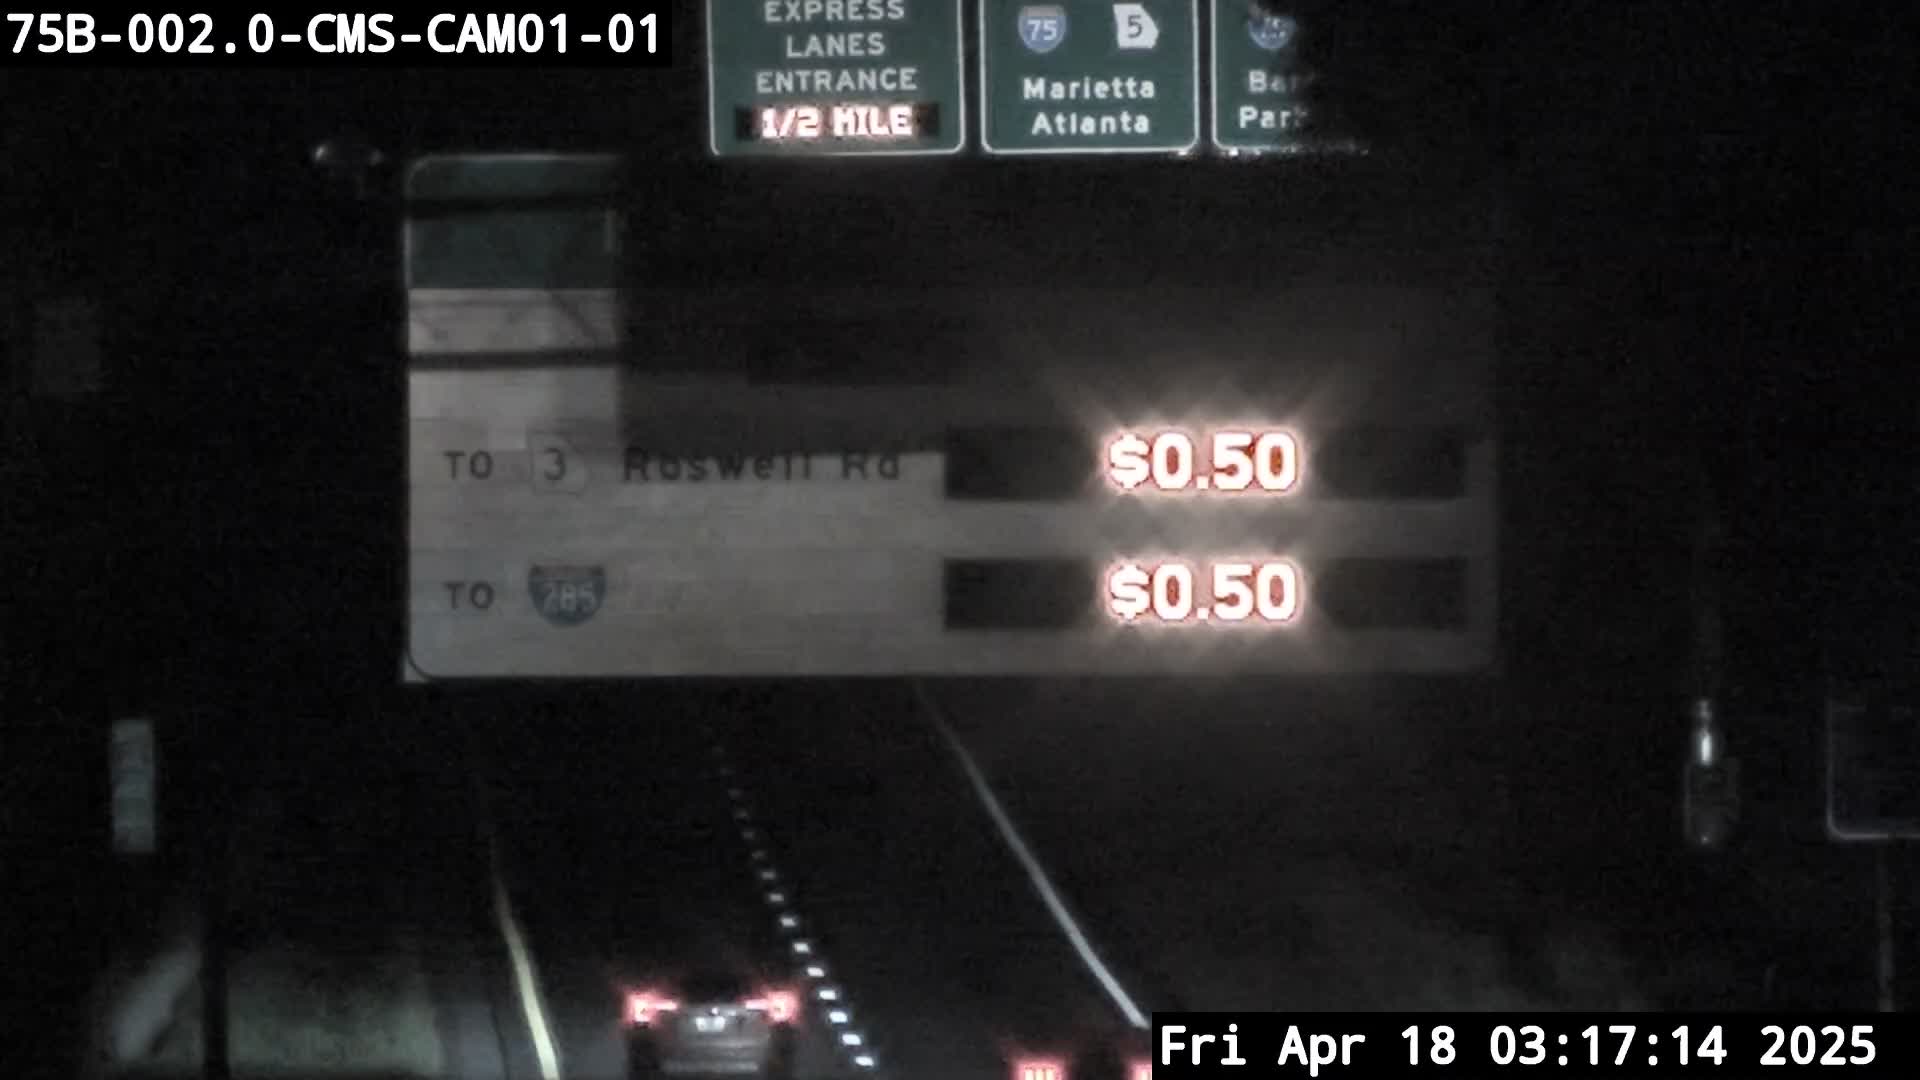 75B-002.0-CMS-CAM01-01
EXPRESS
LANES
ENTRANCE
1/2 MILE
75 5
Marietta
Atlanta
TO 3 Roswell Rd $0.50
TO 285 $0.50
Fri Apr 18 03:17:14 2025